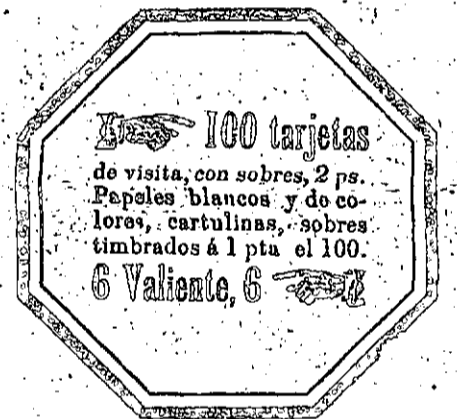 100 tarjetas
de visita, con sobres, 2 ps.
Papeles blancos y de co-
lores, cartulinas, sobres
timbrados á 1 pta el 100.
6 Valiente, 6